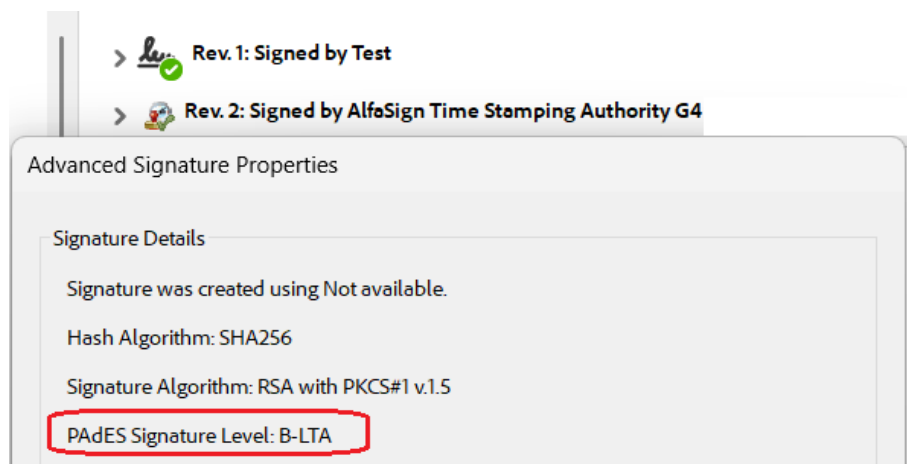 Rev. 1: Signed by Test
Rev. 2: Signed by AlfaSign Time Stamping Authority G4
Advanced Signature Properties
Signature Details
Signature was created using Not available.
Hash Algorithm: SHA256
Signature Algorithm: RSA with PKCS#1 v.1.5
PAdES Signature Level: B-LTA